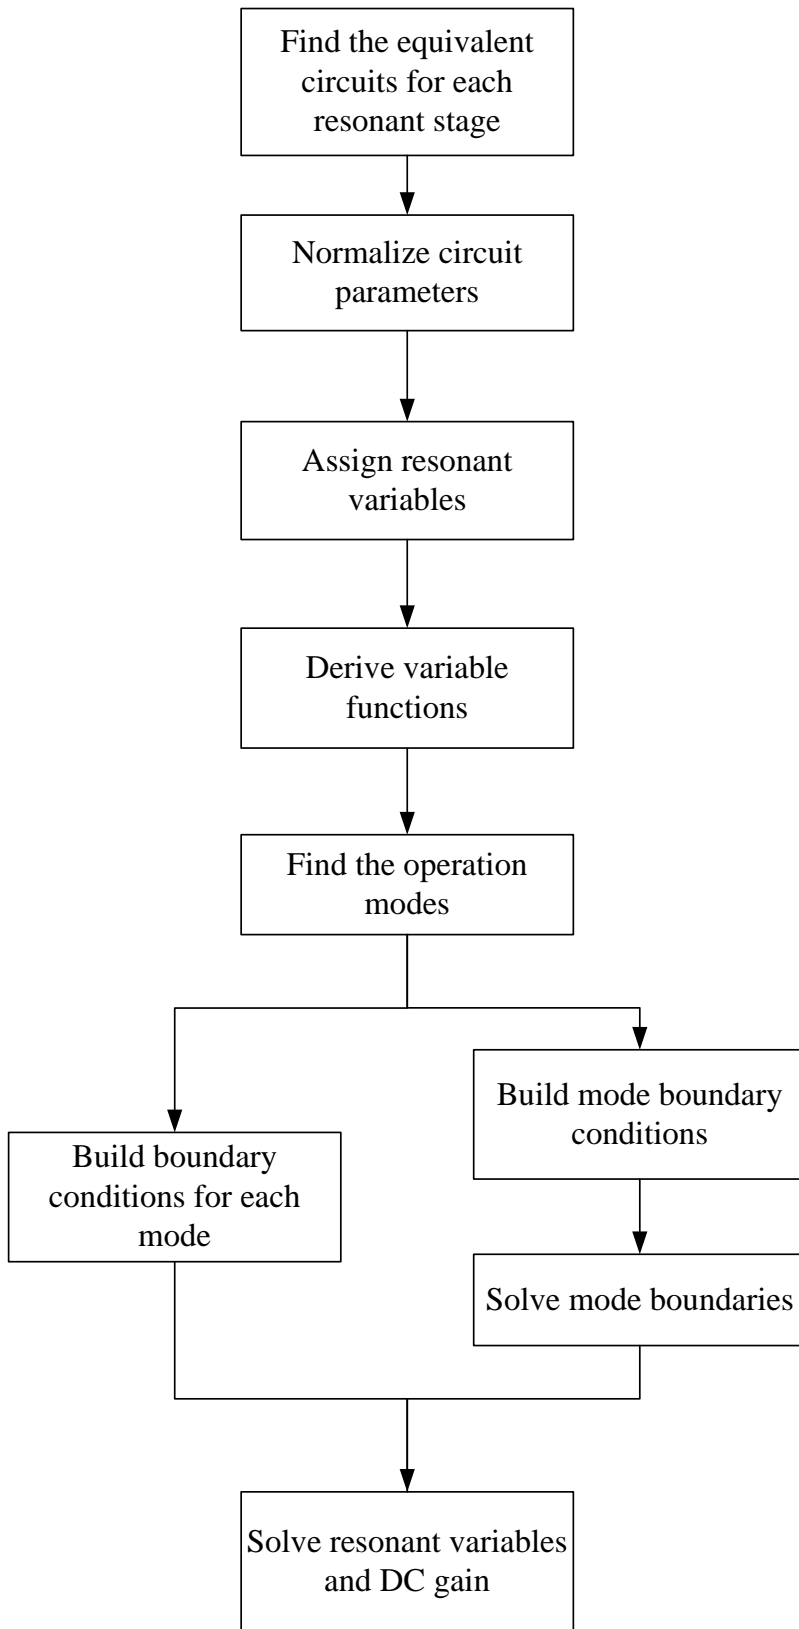 Find the equivalent
circuits for each
resonant stage
Normalize circuit
parameters
Assign resonant
variables
Derive variable
functions
Find the operation
modes
Build boundary
conditions for each
mode
Build mode boundary
conditions
Solve mode boundaries
Solve resonant variables
and DC gain